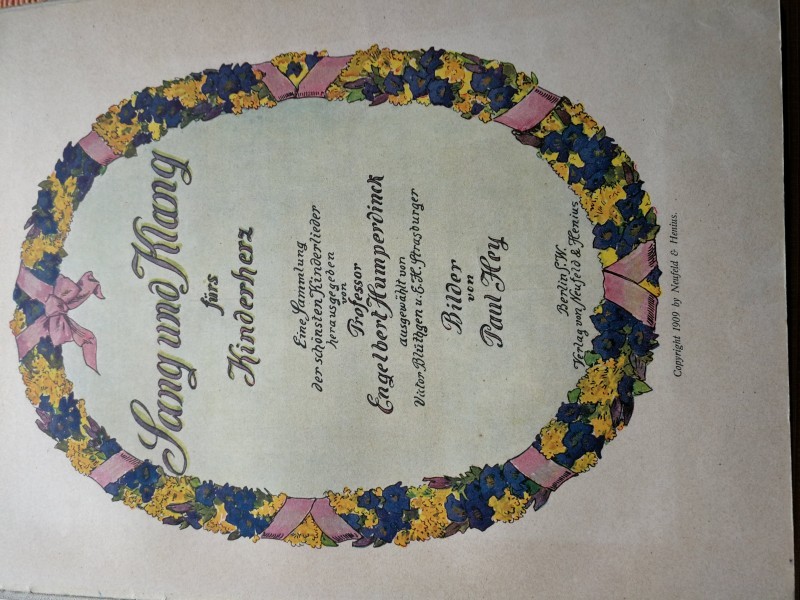 Sang und Klang
fürs
Kinderherz
Eine Sammlung
der schönsten Kinderlieder
herausgegeben
von
Professor
Engelbert Humperdinck
ausgewählt von
Victor Blüthgen u. E. H. Strasburger
Bilder
von
Paul Hey
Berlin S.W.
Verlag von Neufeld & Henius
Copyright 1909 by Neufeld & Henius.